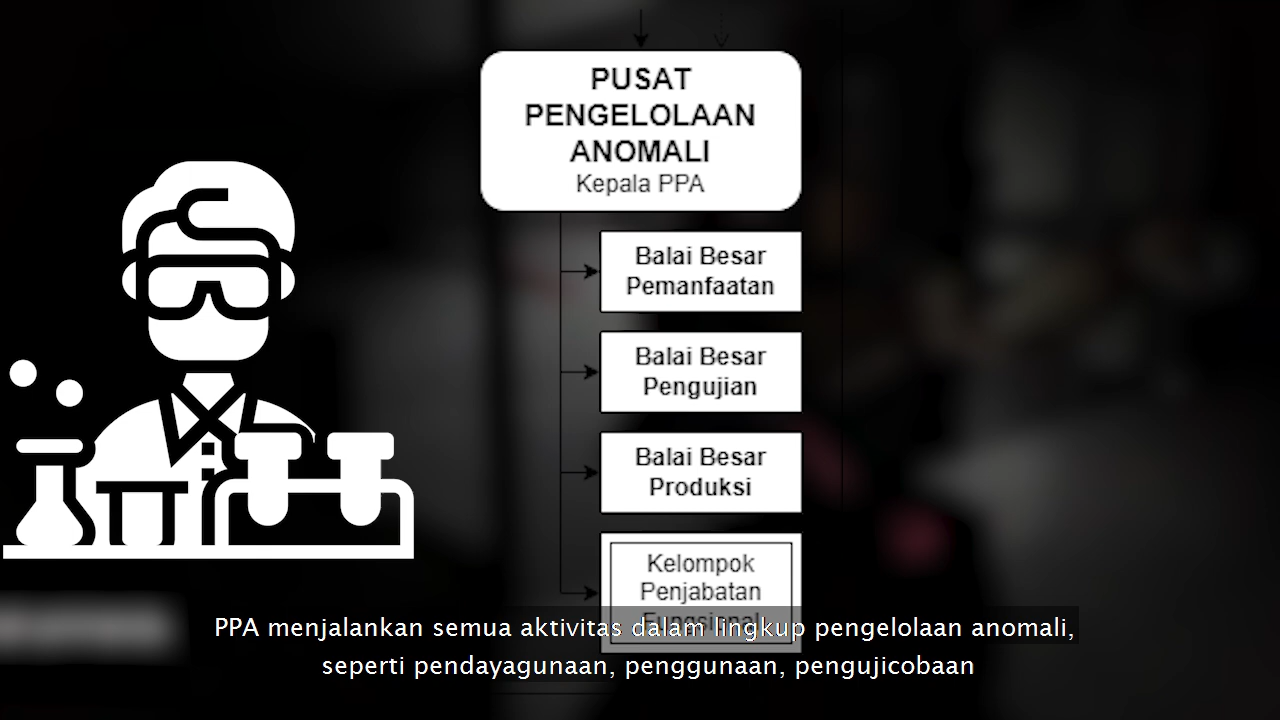 PUSAT
PENGELOLAAN
ANOMALI
Kepala PPA
Balai Besar
Pemanfaatan
Balai Besar
Pengujian
Balai Besar
Produksi
Kelompok
Penjabatan
Fungsional
PPA menjalankan semua aktivitas dalam lingkup pengelolaan anomali,
seperti pendayagunaan, penggunaan, pengujicobaan